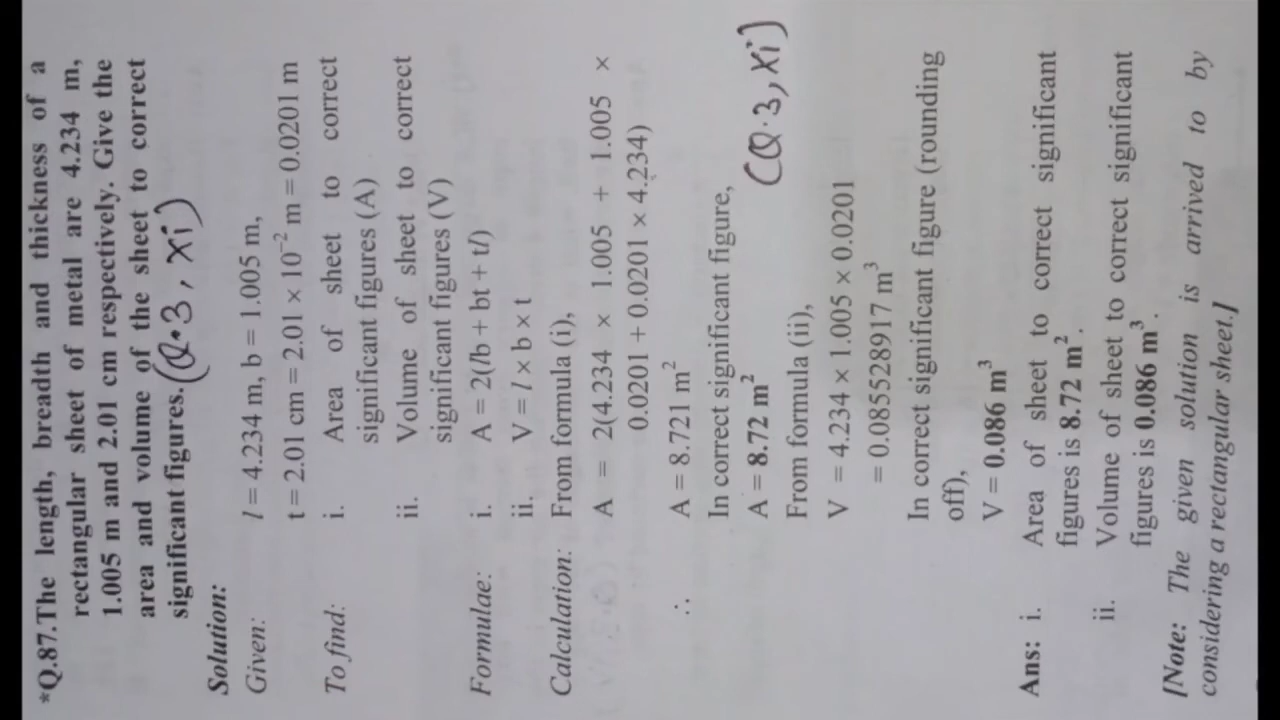 *Q.87.The length, breadth and thickness of a
rectangular sheet of metal are 4.234 m,
1.005 m and 2.01 cm respectively. Give the
area and volume of the sheet to correct
significant figures. (Q.3, xi)
Solution:
Given: l = 4.234 m, b = 1.005 m,
t = 2.01 cm = 2.01 × 10⁻² m = 0.0201 m
To find: i. Area of sheet to correct
significant figures (A)
ii. Volume of sheet to correct
significant figures (V)
Formulae: i. A = 2(lb + bt + tl)
ii. V = l × b × t
Calculation: From formula (i),
A = 2(4.234 × 1.005 + 1.005 ×
0.0201 + 0.0201 × 4.234)
∴ A = 8.721 m²
In correct significant figure,
A = 8.72 m² (Q.3, xi)
From formula (ii),
V = 4.234 × 1.005 × 0.0201
= 0.085528917 m³
In correct significant figure (rounding
off),
V = 0.086 m³
Ans: i. Area of sheet to correct significant
figures is 8.72 m².
ii. Volume of sheet to correct significant
figures is 0.086 m³.
[Note: The given solution is arrived to by
considering a rectangular sheet.]